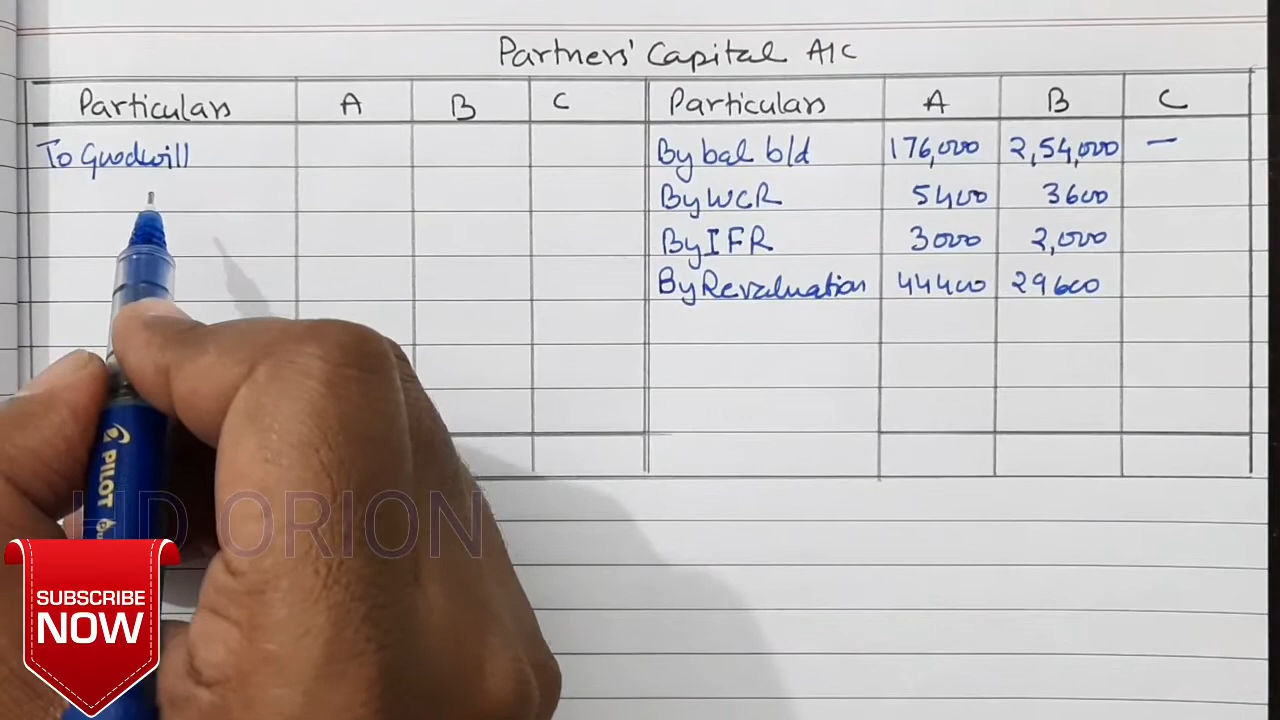 Partners' Capital A/C
Particulars A B C Particulars A B C
To Goodwill By bal b/d 176,000 2,54,000 —
By WCR 5400 3600
By IFR 3000 2,000
By Revaluation 44400 29600
PILOT
HD ORION
SUBSCRIBE
NOW